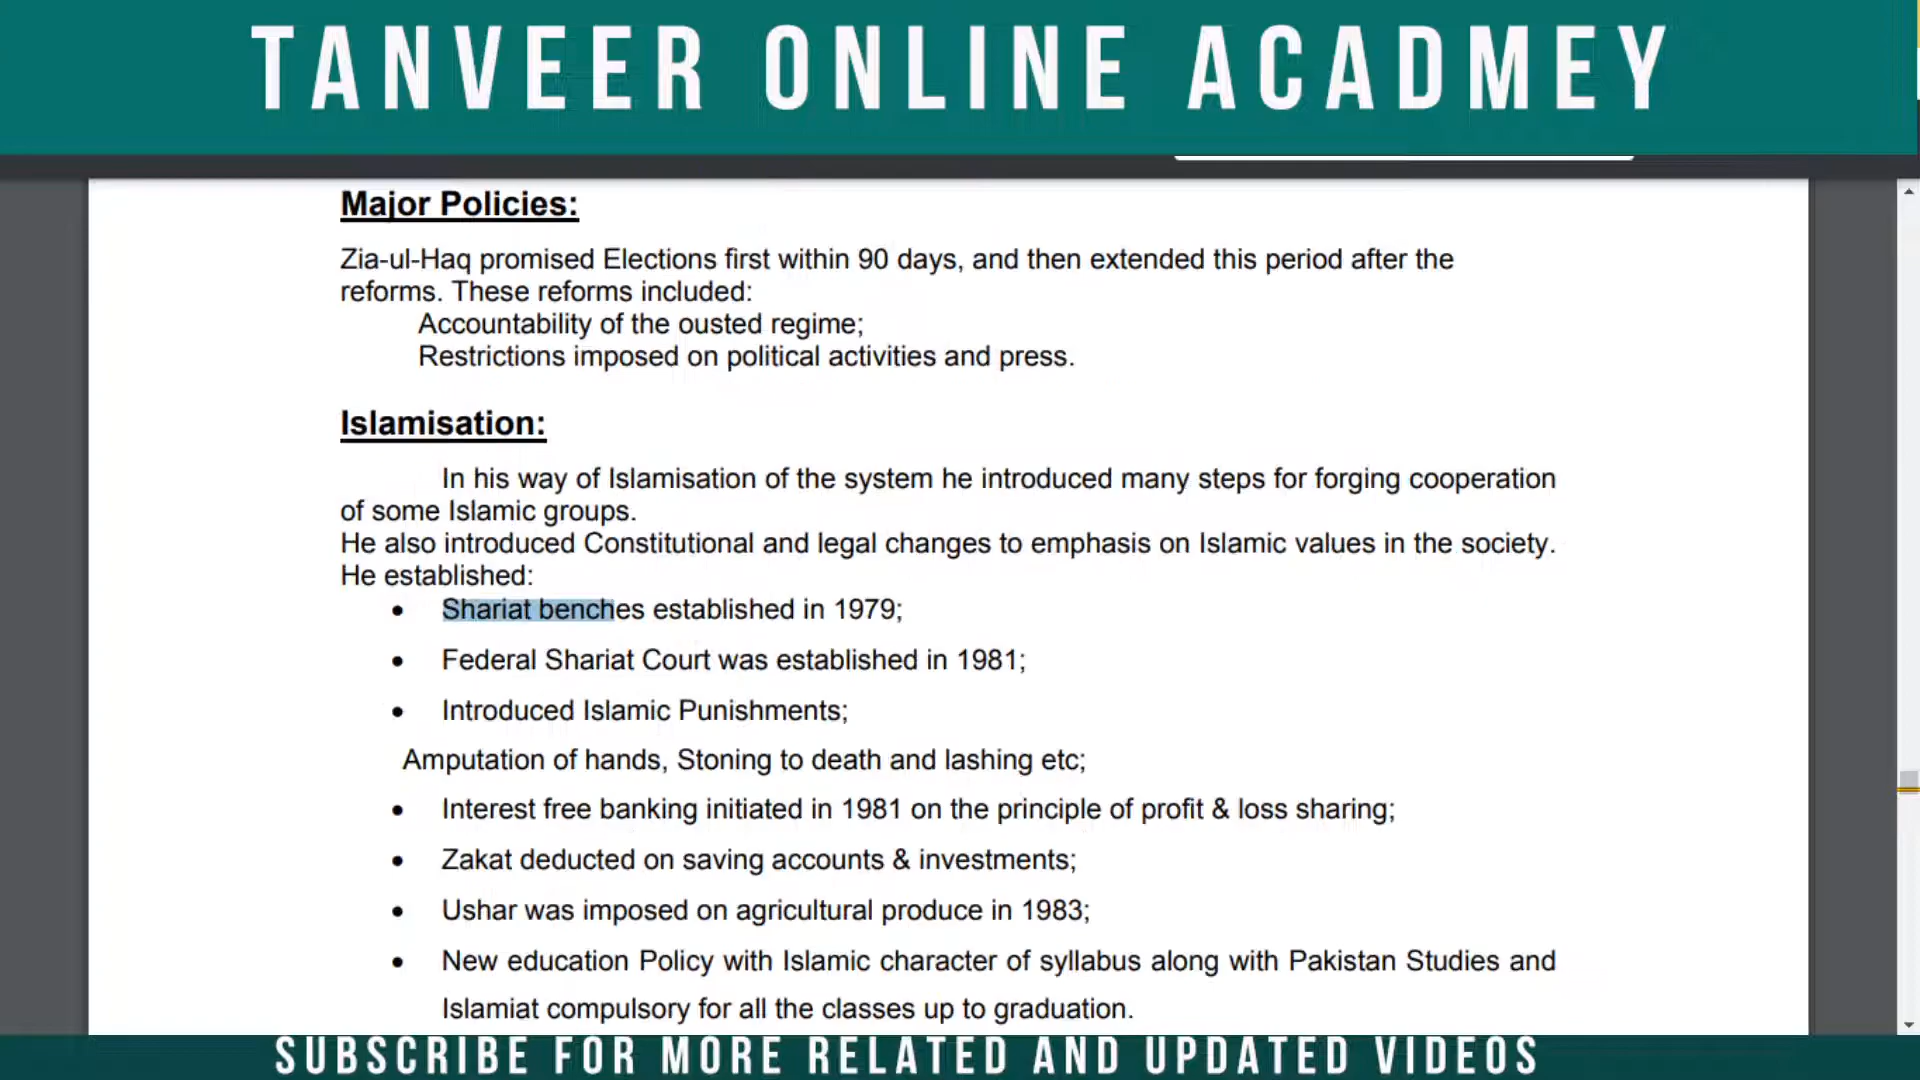 TANVEER ONLINE ACADMEY
Major Policies:
Zia-ul-Haq promised Elections first within 90 days, and then extended this period after the
reforms. These reforms included:
Accountability of the ousted regime;
Restrictions imposed on political activities and press.
Islamisation:
In his way of Islamisation of the system he introduced many steps for forging cooperation
of some Islamic groups.
He also introduced Constitutional and legal changes to emphasis on Islamic values in the society.
He established:
• Shariat benches established in 1979;
• Federal Shariat Court was established in 1981;
• Introduced Islamic Punishments;
Amputation of hands, Stoning to death and lashing etc;
• Interest free banking initiated in 1981 on the principle of profit & loss sharing;
• Zakat deducted on saving accounts & investments;
• Ushar was imposed on agricultural produce in 1983;
• New education Policy with Islamic character of syllabus along with Pakistan Studies and
Islamiat compulsory for all the classes up to graduation.
SUBSCRIBE FOR MORE RELATED AND UPDATED VIDEOS